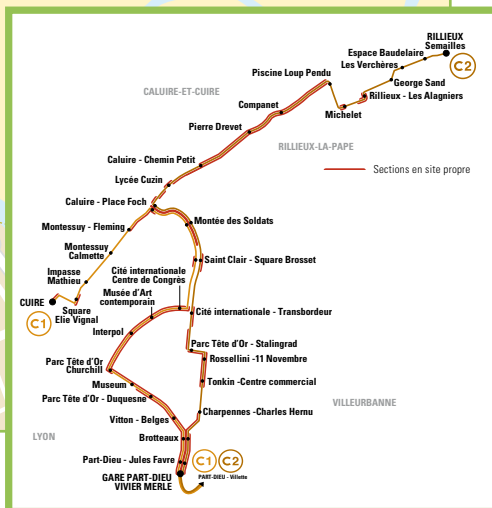 RILLIEUX
Semailles
C2
Espace Baudelaire
Les Verchères
George Sand
Piscine Loup Pendu
Rillieux - Les Alagniers
Michelet
CALUIRE-ET-CUIRE
Companet
Pierre Drevet
RILLIEUX-LA-PAPE
Caluire - Chemin Petit
Sections en site propre
Lycée Cuzin
Caluire - Place Foch
Montée des Soldats
Montessuy - Fleming
Montessuy
Calmette
Saint Clair - Square Brosset
Impasse
Mathieu
Cité internationale
Centre de Congrès
Musée d'Art
contemporain
CUIRE
C1
Square
Elie Vignal
Cité internationale - Transbordeur
Interpol
Parc Tête d'Or - Stalingrad
Rossellini -11 Novembre
Parc Tête d'Or
Churchill
Museum
Tonkin -Centre commercial
Parc Tête d'Or - Duquesne
VILLEURBANNE
Charpennes -Charles Hernu
Vitton - Belges
LYON
Brotteaux
Part-Dieu - Jules Favre
C1 C2
GARE PART-DIEU
VIVIER MERLE
PART-DIEU - Villette